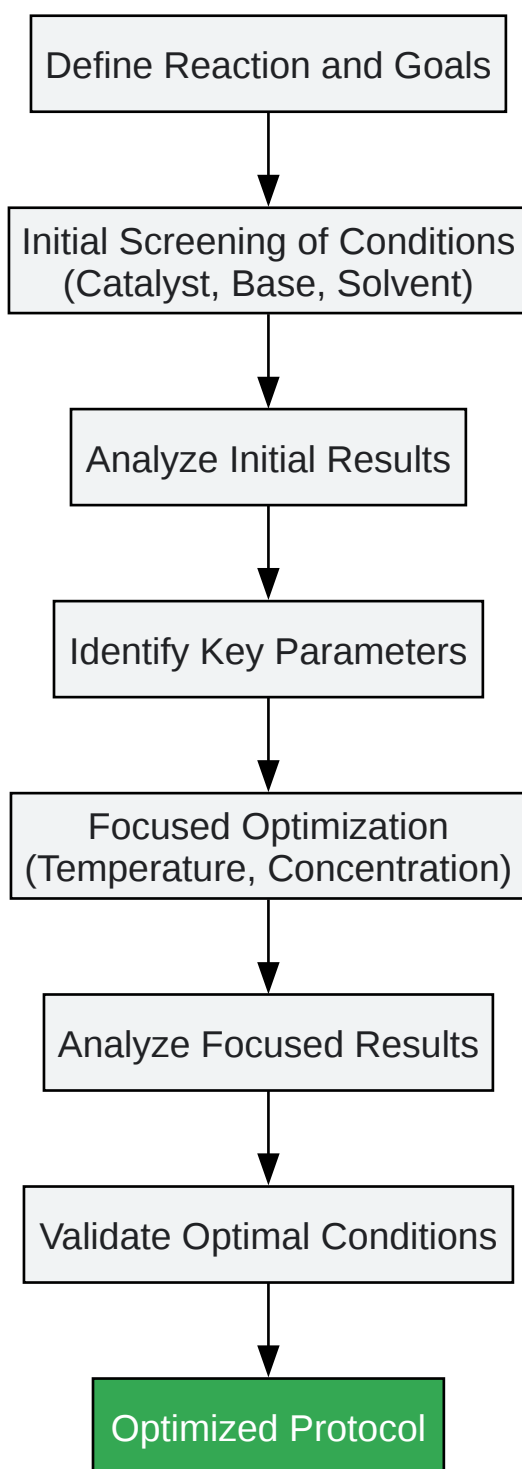 Define Reaction and Goals
Initial Screening of Conditions
(Catalyst, Base, Solvent)
Analyze Initial Results
Identify Key Parameters
Focused Optimization
(Temperature, Concentration)
Analyze Focused Results
Validate Optimal Conditions
Optimized Protocol